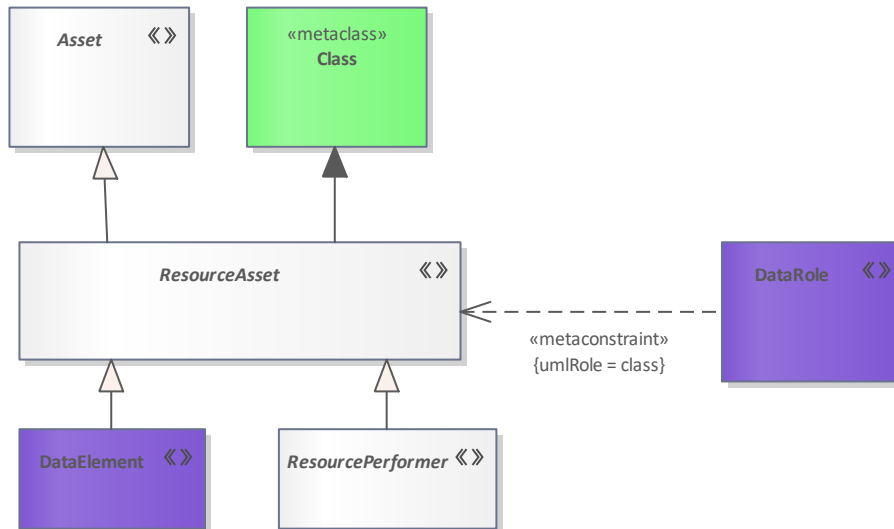 Asset
«»
«metaclass»
Class
ResourceAsset
«»
DataRole
«»
«metaconstraint»
{umlRole = class}
DataElement
«»
ResourcePerformer
«»